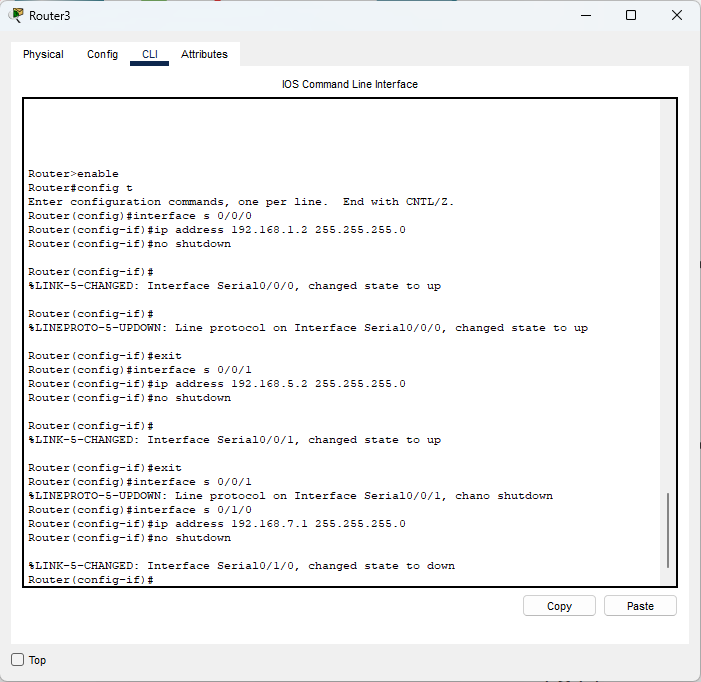 Router3
Physical Config CLI Attributes
IOS Command Line Interface
Router>enable
Router#config t
Enter configuration commands, one per line.  End with CNTL/Z.
Router(config)#interface s 0/0/0
Router(config-if)#ip address 192.168.1.2 255.255.255.0
Router(config-if)#no shutdown
Router(config-if)#
%LINK-5-CHANGED: Interface Serial0/0/0, changed state to up
Router(config-if)#
%LINEPROTO-5-UPDOWN: Line protocol on Interface Serial0/0/0, changed state to up
Router(config-if)#exit
Router(config)#interface s 0/0/1
Router(config-if)#ip address 192.168.5.2 255.255.255.0
Router(config-if)#no shutdown
Router(config-if)#
%LINK-5-CHANGED: Interface Serial0/0/1, changed state to up
Router(config-if)#exit
Router(config)#interface s 0/0/1
%LINEPROTO-5-UPDOWN: Line protocol on Interface Serial0/0/1, chano shutdown
Router(config)#interface s 0/1/0
Router(config-if)#ip address 192.168.7.1 255.255.255.0
Router(config-if)#no shutdown
%LINK-5-CHANGED: Interface Serial0/1/0, changed state to down
Router(config-if)#
Copy Paste
Top